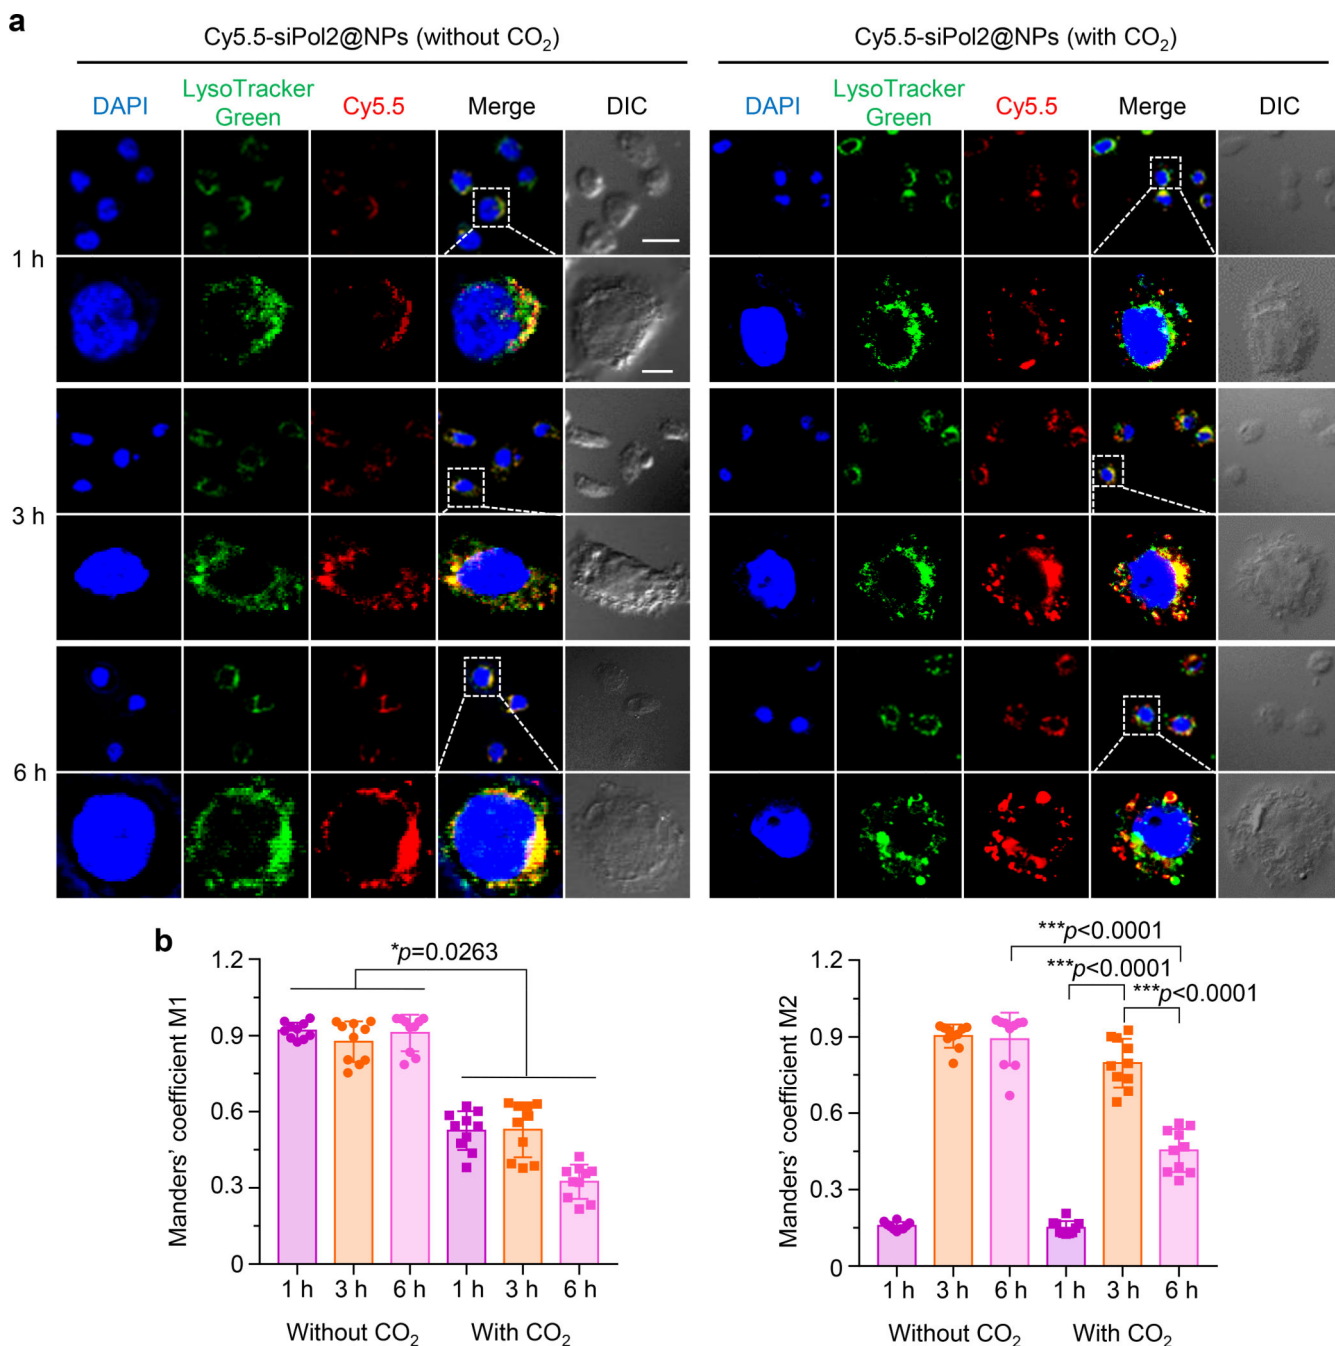 a
Cy5.5-siPol2@NPs (without CO₂)
Cy5.5-siPol2@NPs (with CO₂)
DAPI
LysoTracker
Green
Cy5.5
Merge
DIC
DAPI
LysoTracker
Green
Cy5.5
Merge
DIC
1 h
3 h
6 h
b
Manders' coefficient M1
1.2
0.9
0.6
0.3
0
*p=0.0263
1 h 3 h 6 h 1 h 3 h 6 h
Without CO₂ With CO₂
Manders' coefficient M2
1.2
0.9
0.6
0.3
0
***p<0.0001
***p<0.0001
***p<0.0001
1 h 3 h 6 h 1 h 3 h 6 h
Without CO₂ With CO₂